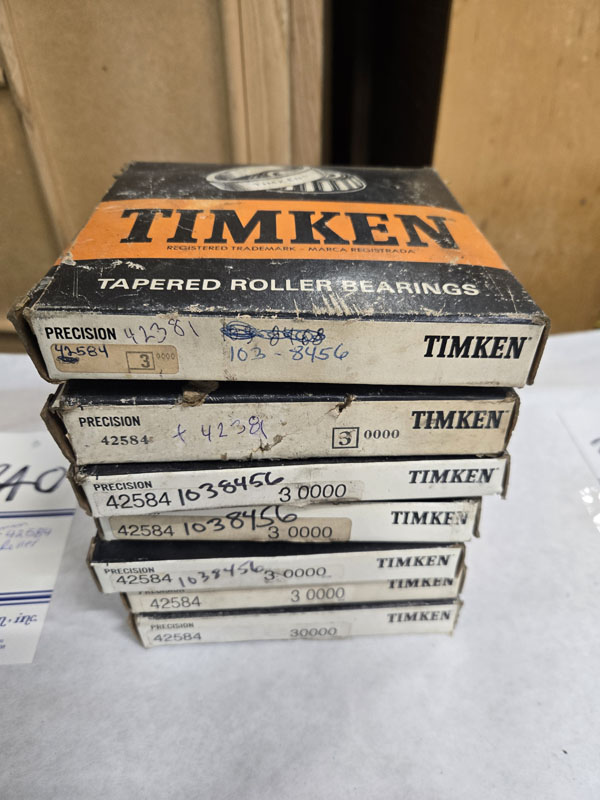 TIMKEN
REGISTERED TRADEMARK - MARCA REGISTRADA
TAPERED ROLLER BEARINGS
PRECISION 42381
42584 3 0000
103-8456
TIMKEN
PRECISION
42584 + 42381 3 0000
TIMKEN
PRECISION
42584 1038456 3 0000
TIMKEN
42584 1038456 3 0000
TIMKEN
PRECISION
42584 1038456 3 0000
TIMKEN
42584 3 0000
TIMKEN
PRECISION
42584 30000
TIMKEN
42584
inc.